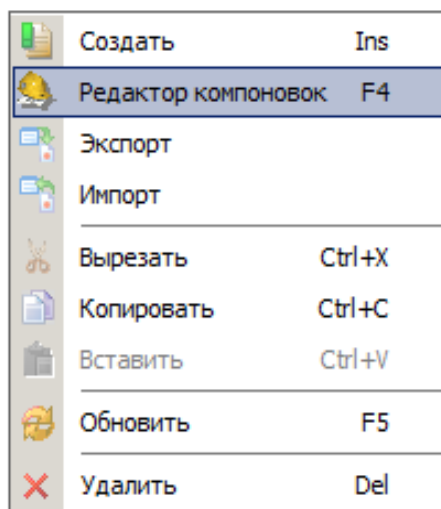 Создать Ins
Редактор компоновок F4
Экспорт
Импорт
Вырезать Ctrl+X
Копировать Ctrl+C
Вставить Ctrl+V
Обновить F5
Удалить Del